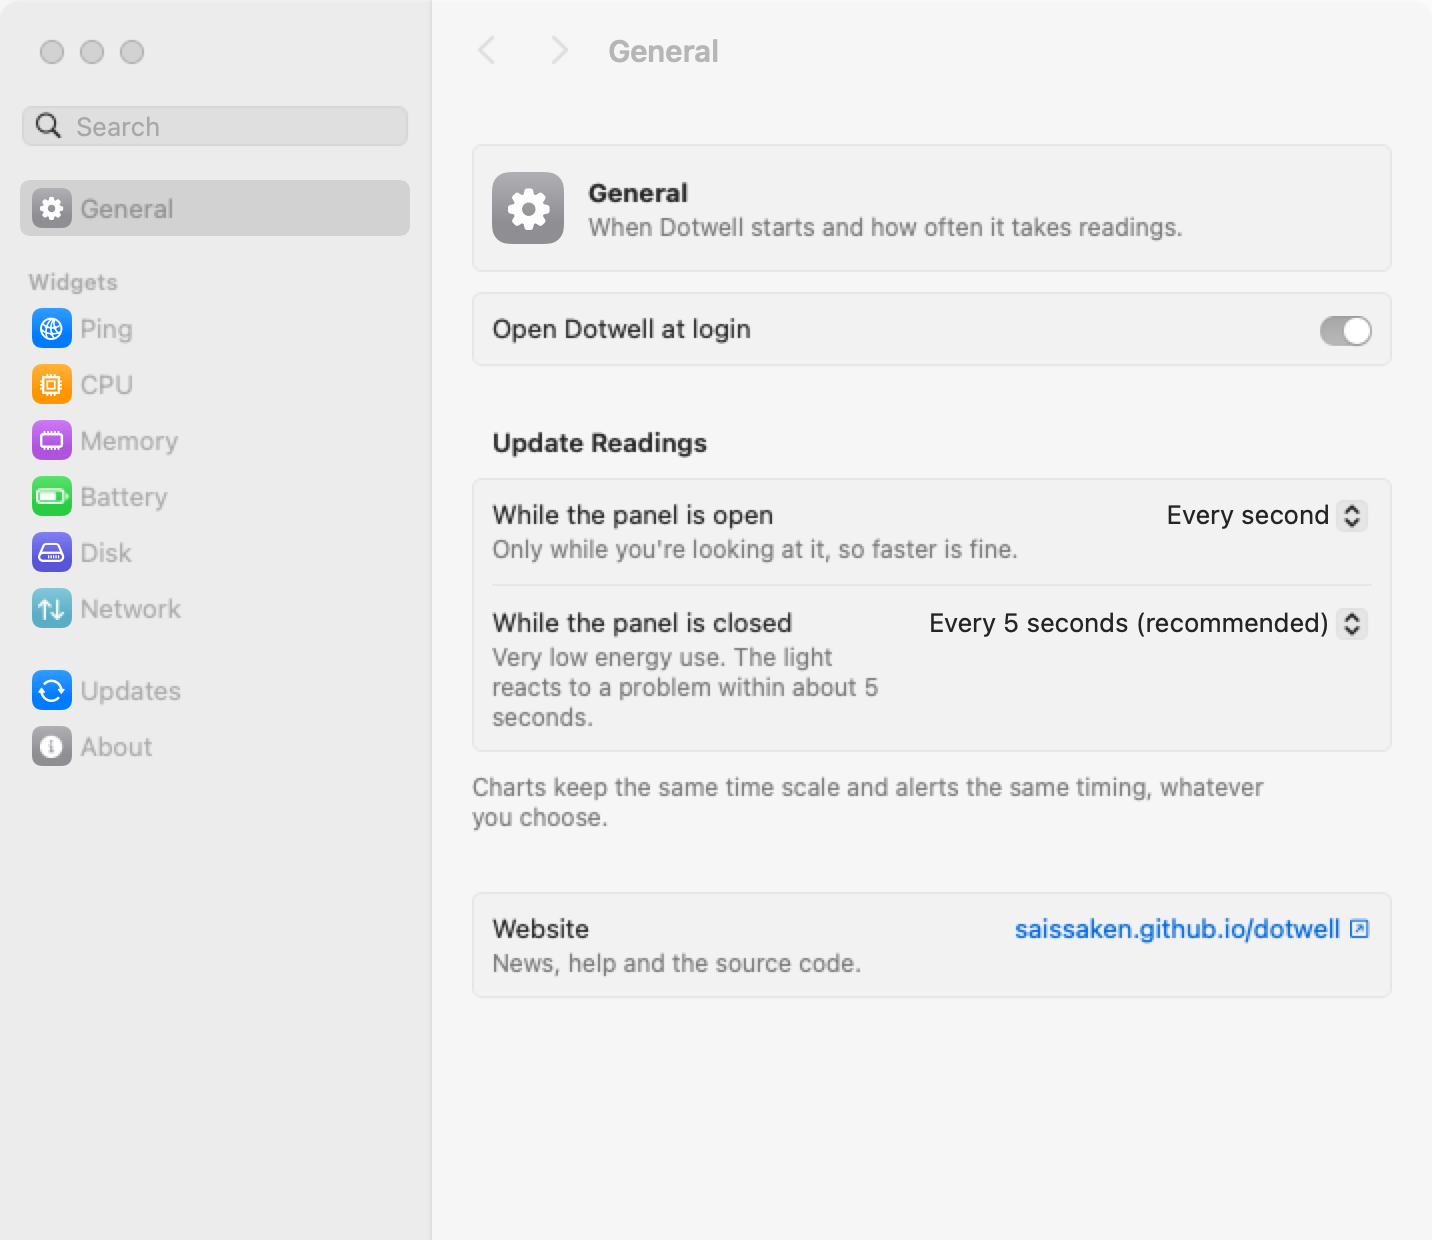 General
Search
General
Widgets
Ping
CPU
Memory
Battery
Disk
Network
Updates
About
General
When Dotwell starts and how often it takes readings.
Open Dotwell at login
Update Readings
While the panel is open
Every second
Only while you're looking at it, so faster is fine.
While the panel is closed
Every 5 seconds (recommended)
Very low energy use. The light
reacts to a problem within about 5
seconds.
Charts keep the same time scale and alerts the same timing, whatever
you choose.
Website
saissaken.github.io/dotwell
News, help and the source code.